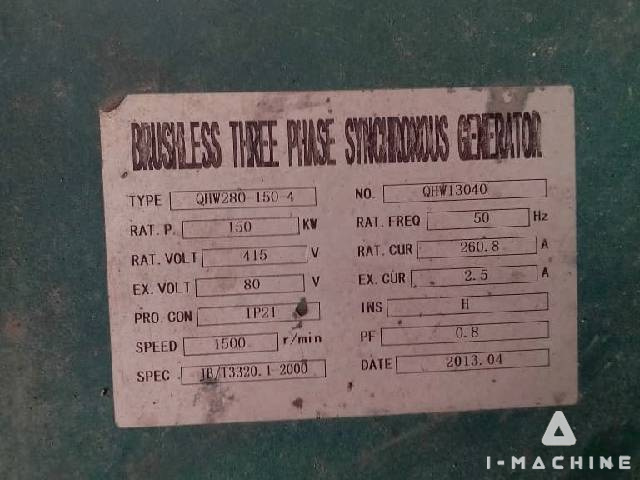 BRUSHLESS THREE PHASE SYNCHRONOUS GENERATOR
TYPE QHW280-150-4 NO. QHW13040
RAT. P. 150 KW RAT. FREQ 50 Hz
RAT. VOLT 415 V RAT. CUR 260.8 A
EX. VOLT 80 V EX. CUR 2.5 A
PRO. CON IP21 INS H
SPEED 1500 r/min PF 0.8
SPEC JB/T3320.1-2000 DATE 2013.04
I-MACHINE